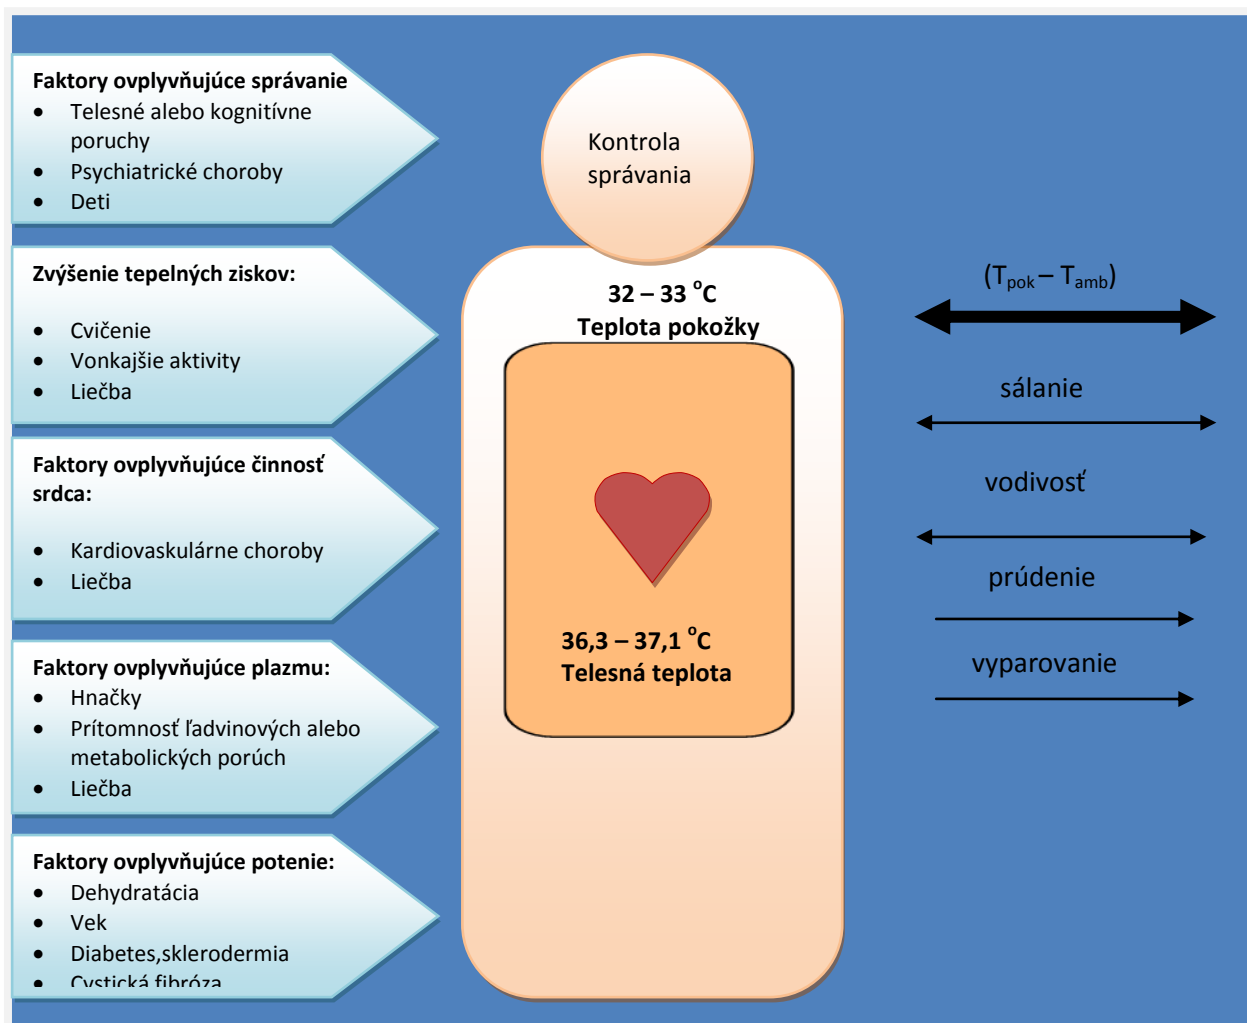 Faktory ovplyvňujúce správanie
• Telesné alebo kognitívne
poruchy
• Psychiatrické choroby
• Deti
Zvýšenie tepelných ziskov:
• Cvičenie
• Vonkajšie aktivity
• Liečba
Faktory ovplyvňujúce činnosť
srdca:
• Kardiovaskulárne choroby
• Liečba
Faktory ovplyvňujúce plazmu:
• Hnačky
• Prítomnosť ľadvinových alebo
metabolických porúch
• Liečba
Faktory ovplyvňujúce potenie:
• Dehydratácia
• Vek
• Diabetes,sklerodermia
• Cystická fibróza
Kontrola
správania
32 – 33 °C
Teplota pokožky
36,3 – 37,1 °C
Telesná teplota
(Tpok – Tamb)
sálanie
vodivosť
prúdenie
vyparovanie